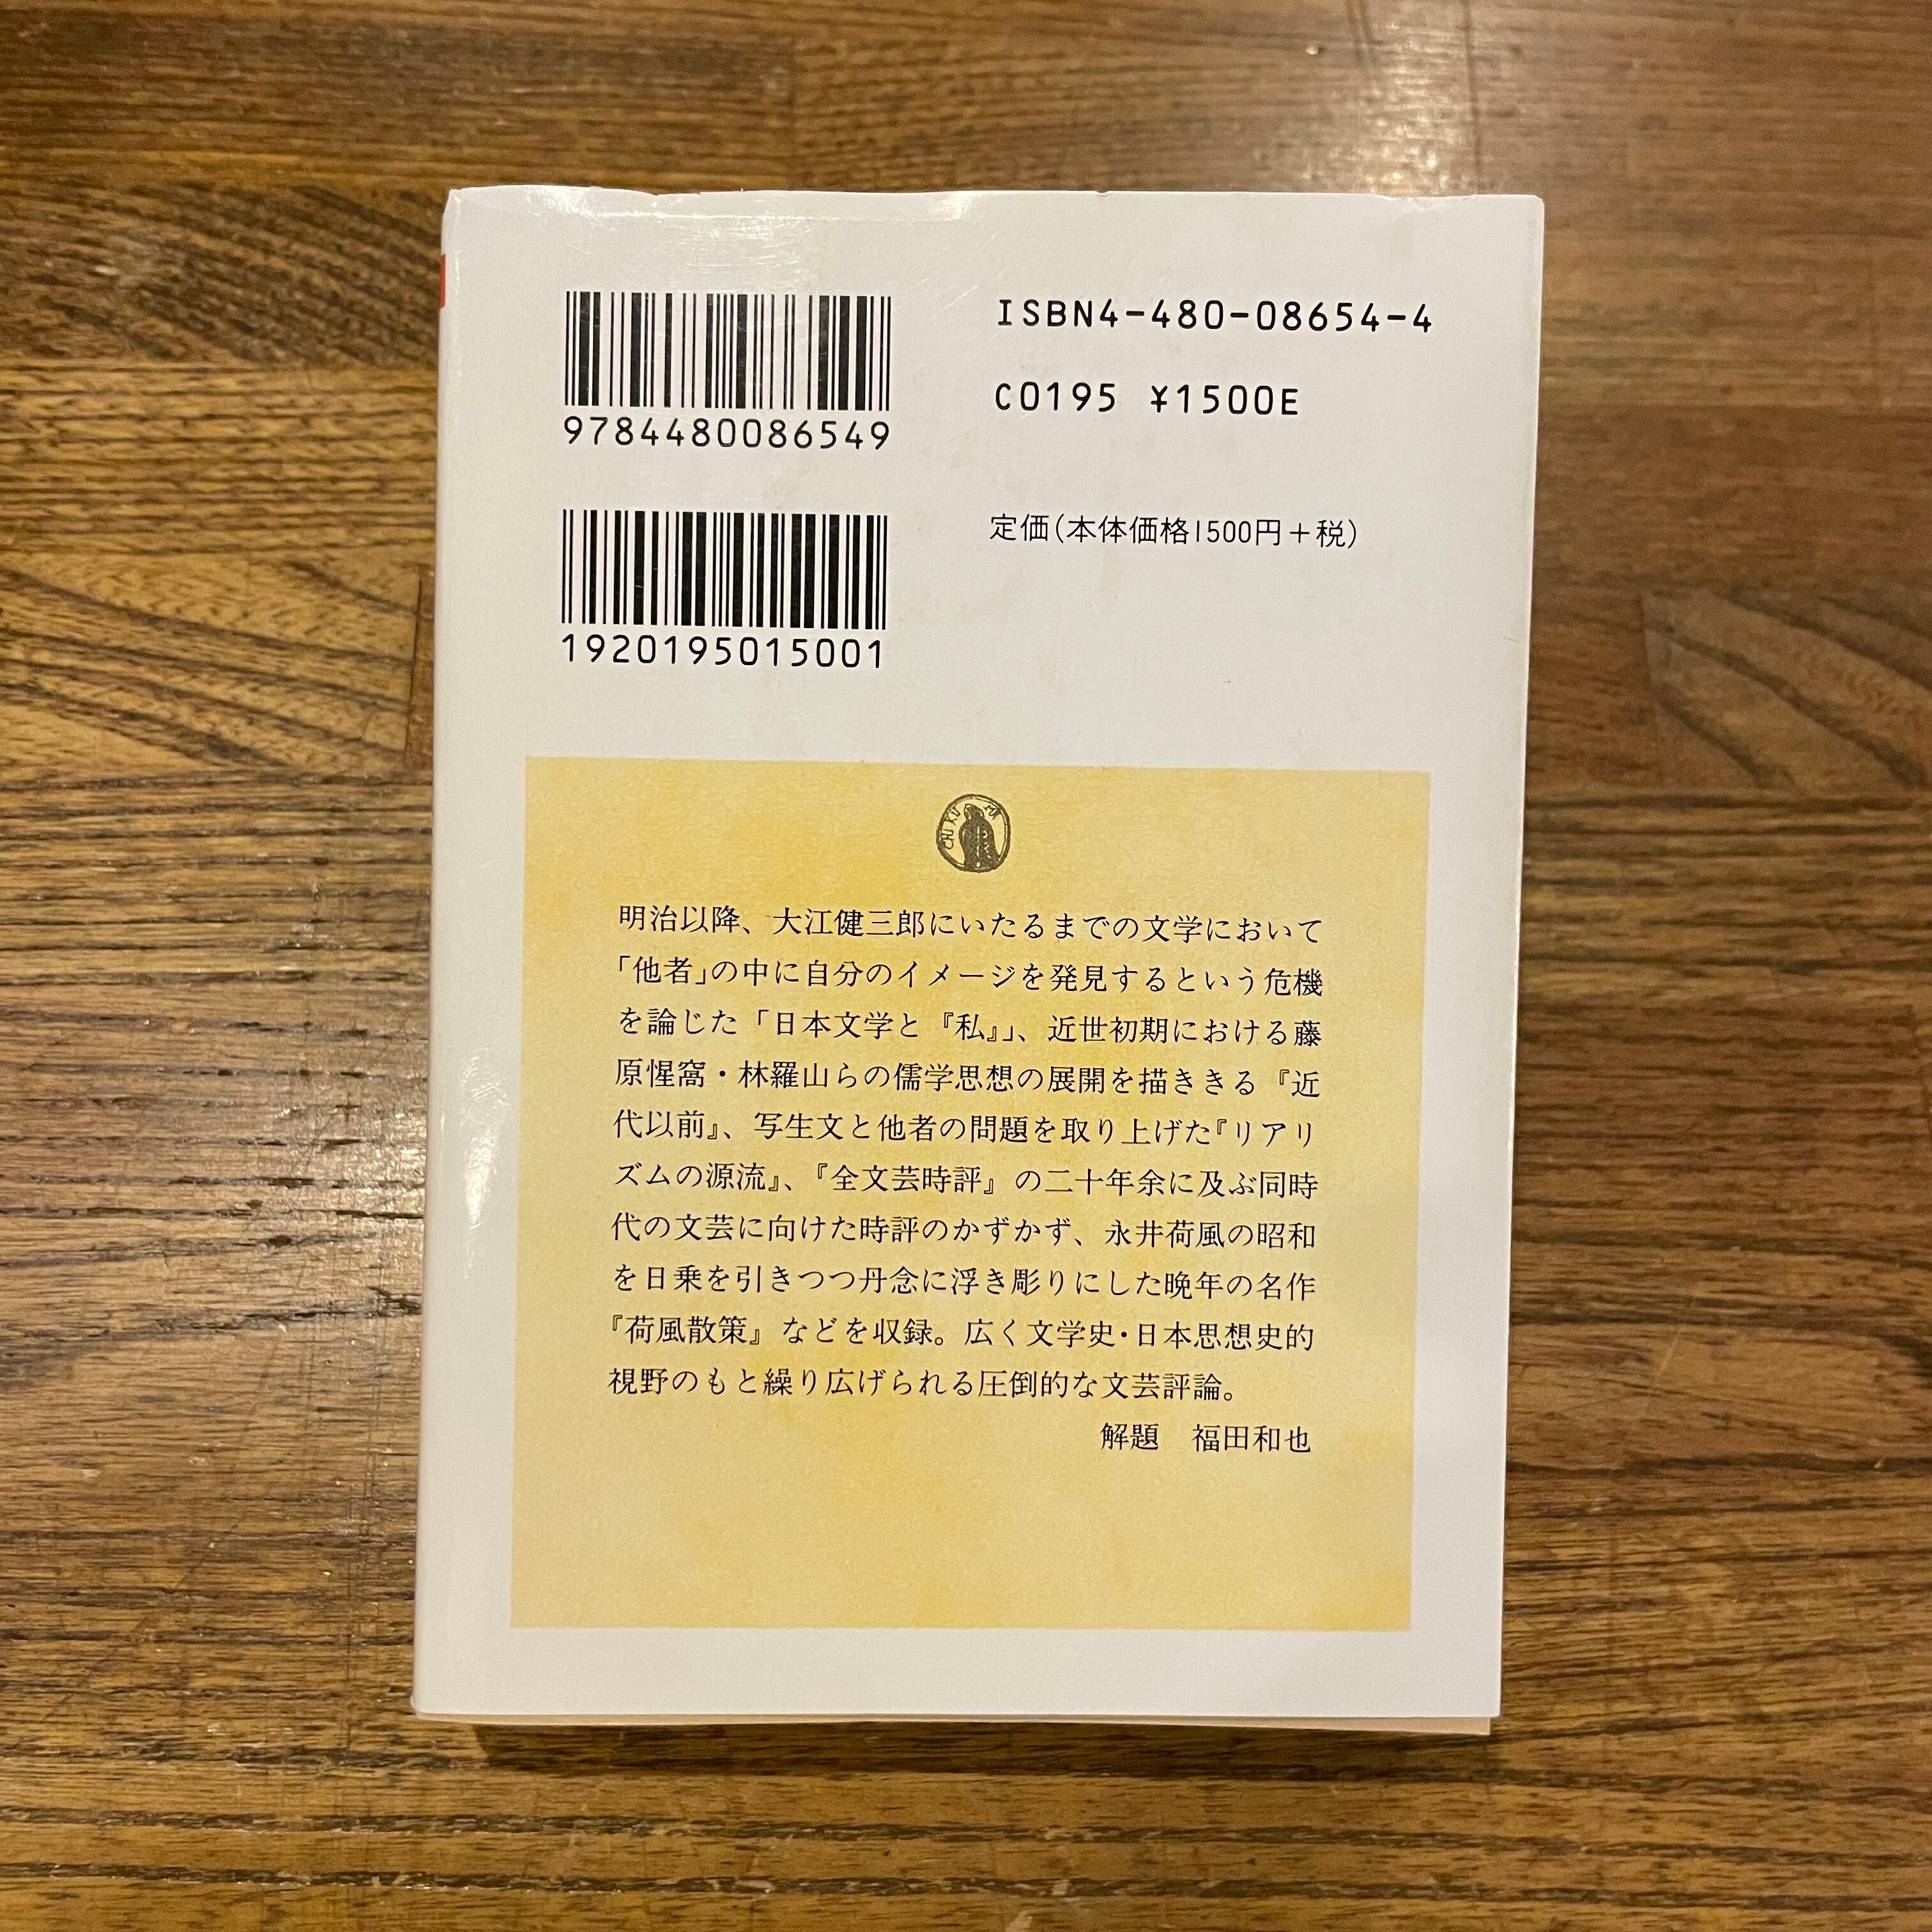 9784480086549
ISBN4-480-08654-4
C0195 ¥1500E
1920195015001
定価(本体価格1500円+税)
CHI KU MA
明治以降、大江健三郎にいたるまでの文学において
「他者」の中に自分のイメージを発見するという危機
を論じた「日本文学と『私』」、近世初期における藤
原惺窩・林羅山らの儒学思想の展開を描ききる『近
代以前』、写生文と他者の問題を取り上げた『リアリ
ズムの源流』、『全文芸時評』の二十年余に及ぶ同時
代の文芸に向けた時評のかずかず、永井荷風の昭和
を日乗を引きつつ丹念に浮き彫りにした晩年の名作
『荷風散策』などを収録。広く文学史・日本思想史的
視野のもと繰り広げられる圧倒的な文芸評論。
解題　福田和也